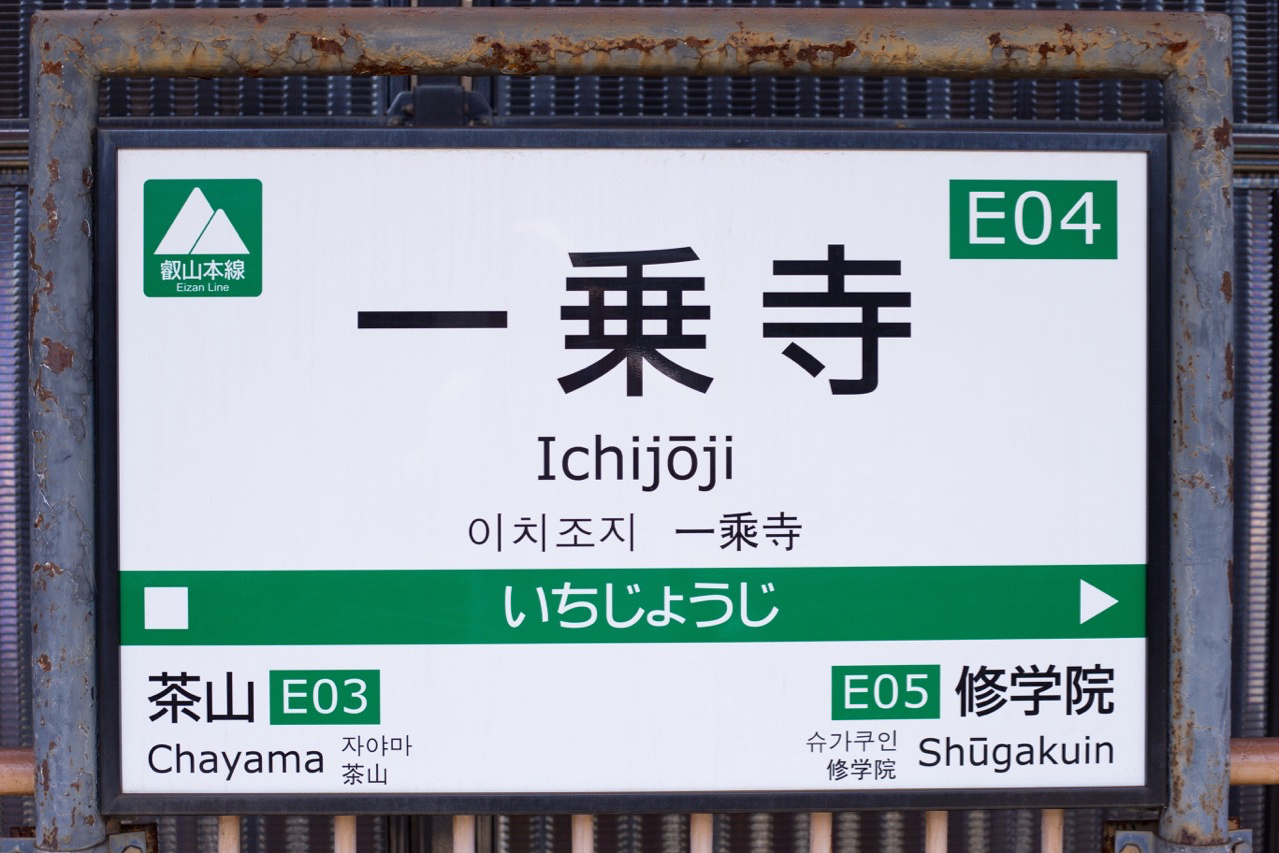 叡山本線
Eizan Line
E04
一乗寺
Ichijōji
이치조지 一乘寺
いちじょうじ
茶山 E03
Chayama 자야마
茶山
E05 修学院
슈가쿠인 Shūgakuin
修学院